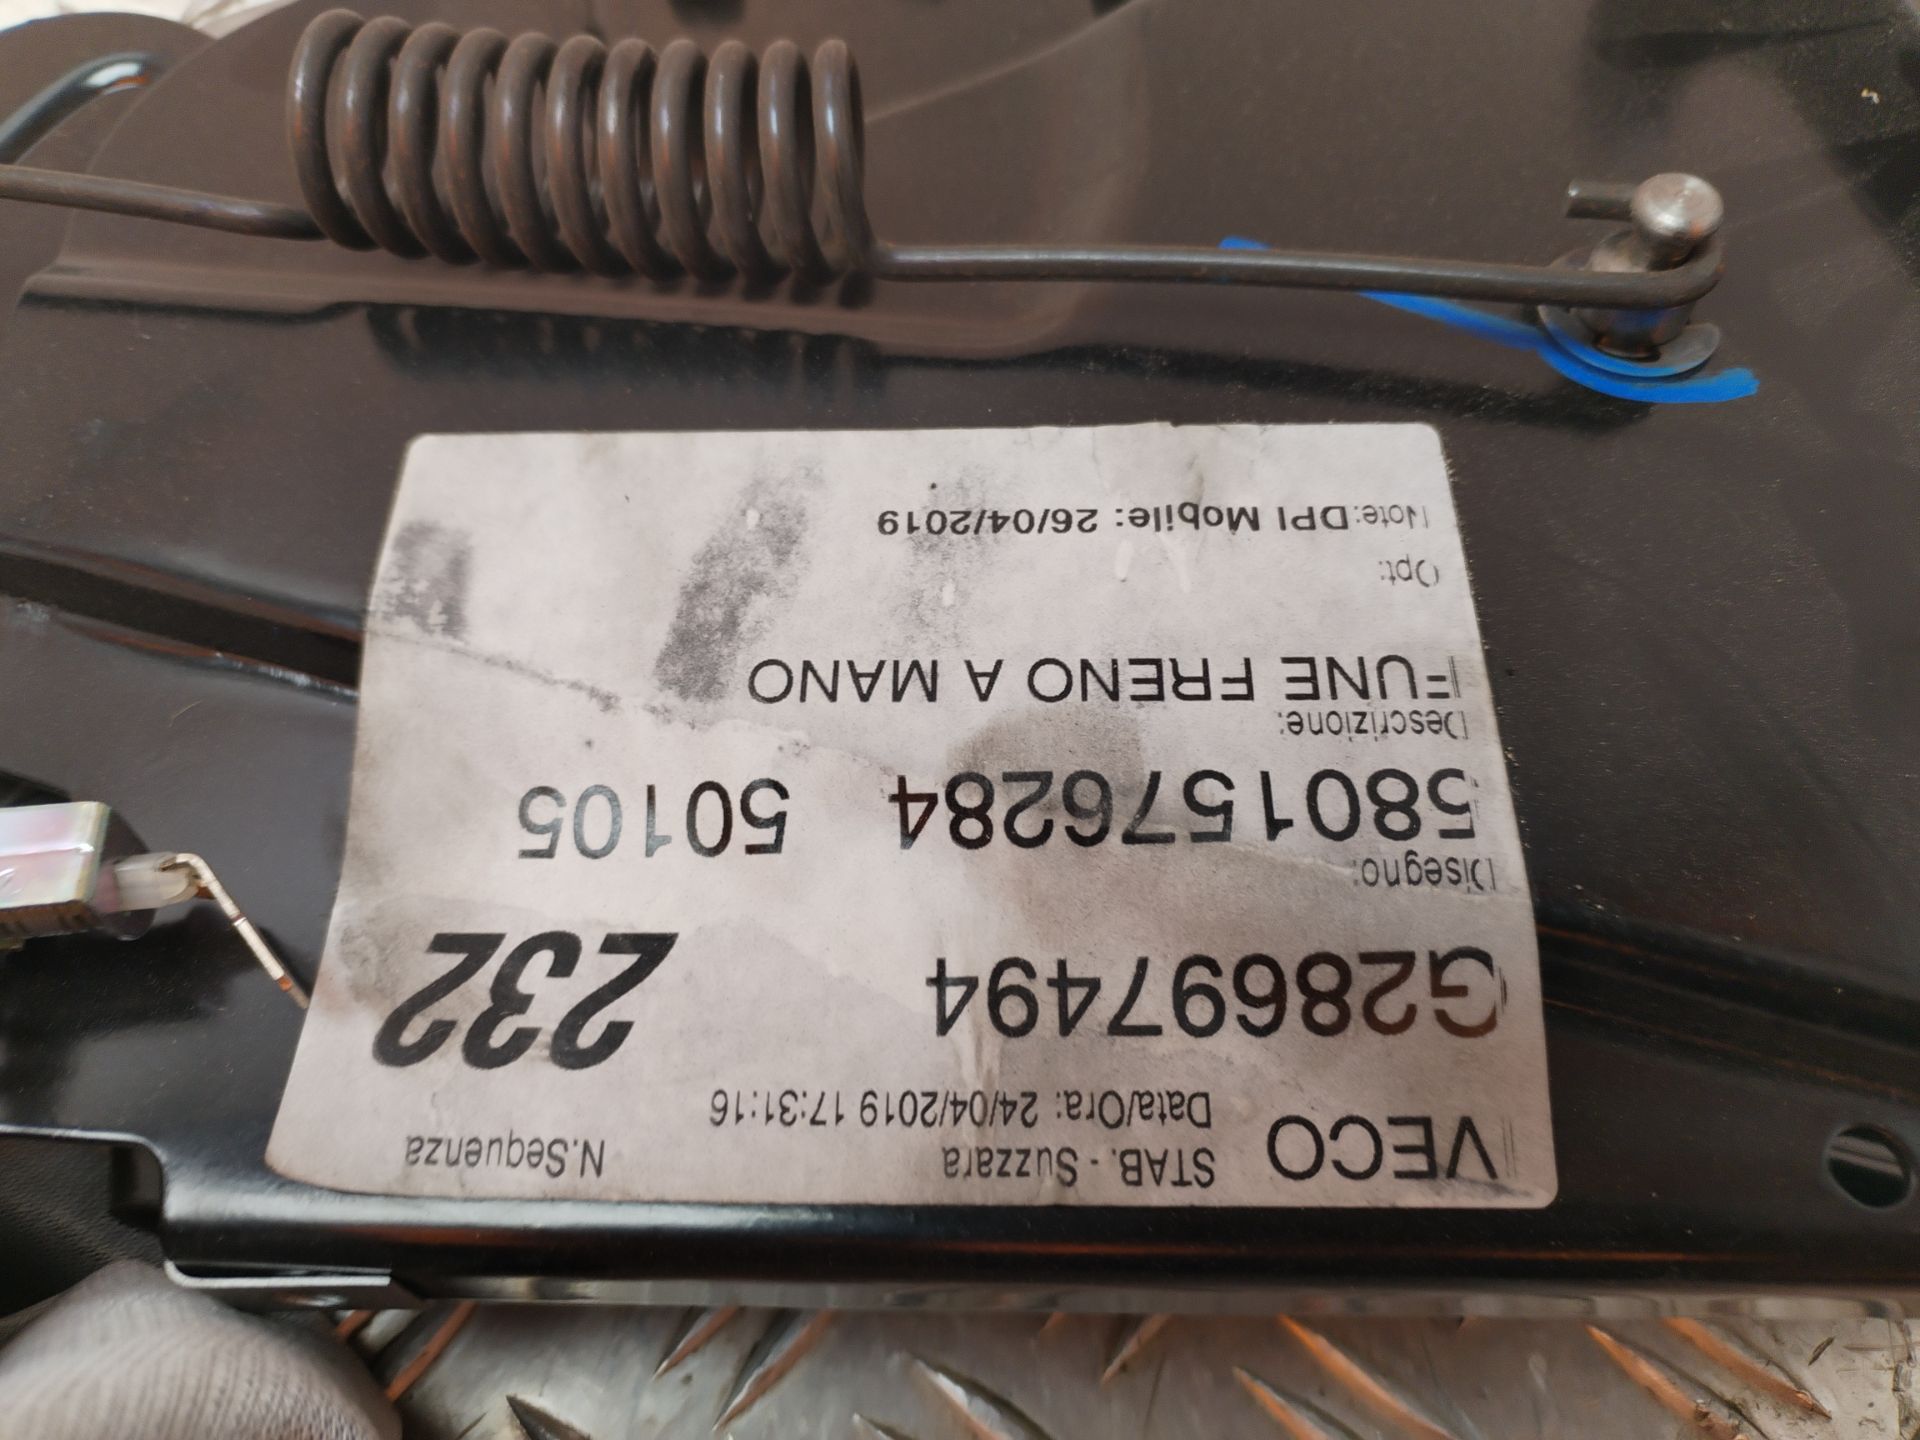 IVECO STAB. - Suzzara N.Sequenza
Data/Ora: 24/04/2019 17:31:16
G28697494 232
Disegno:
5801576284 50105
Descrizione:
FUNE FRENO A MANO
Opt:
Note:DPI Mobile: 26/04/2019